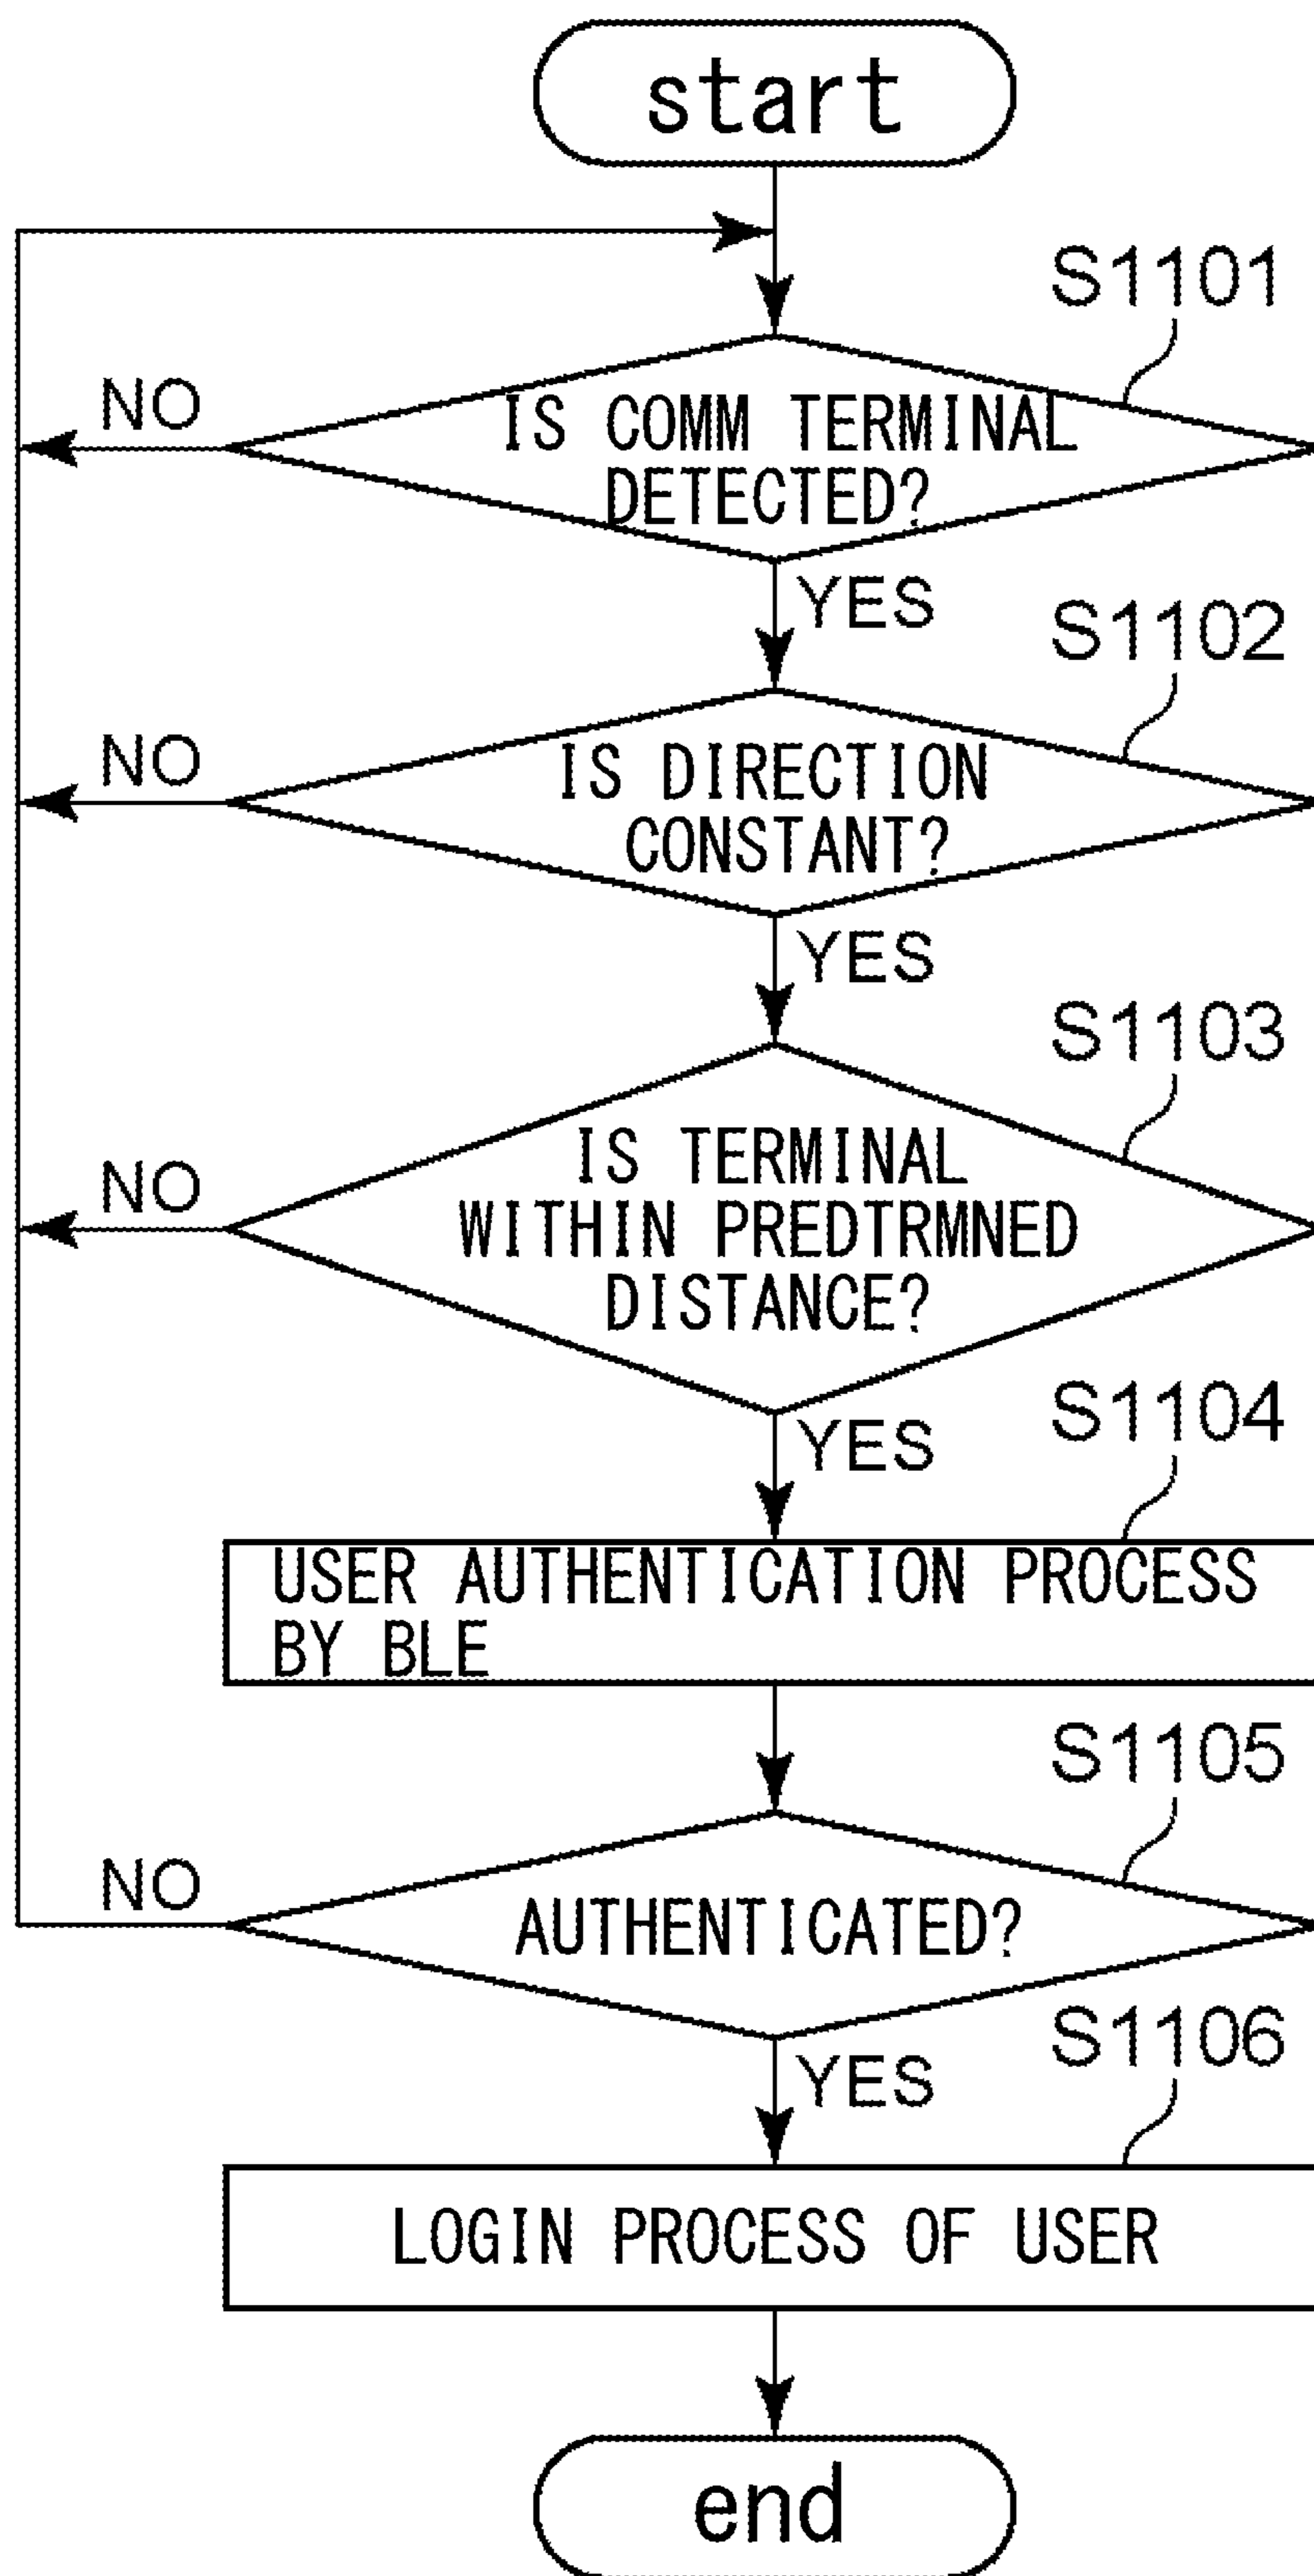 start
S1101
NO
IS COMM TERMINAL
DETECTED?
YES
S1102
NO
IS DIRECTION
CONSTANT?
YES
S1103
NO
IS TERMINAL
WITHIN PREDTRMNED
DISTANCE?
YES
S1104
USER AUTHENTICATION PROCESS
BY BLE
S1105
NO
AUTHENTICATED?
S1106
YES
LOGIN PROCESS OF USER
end